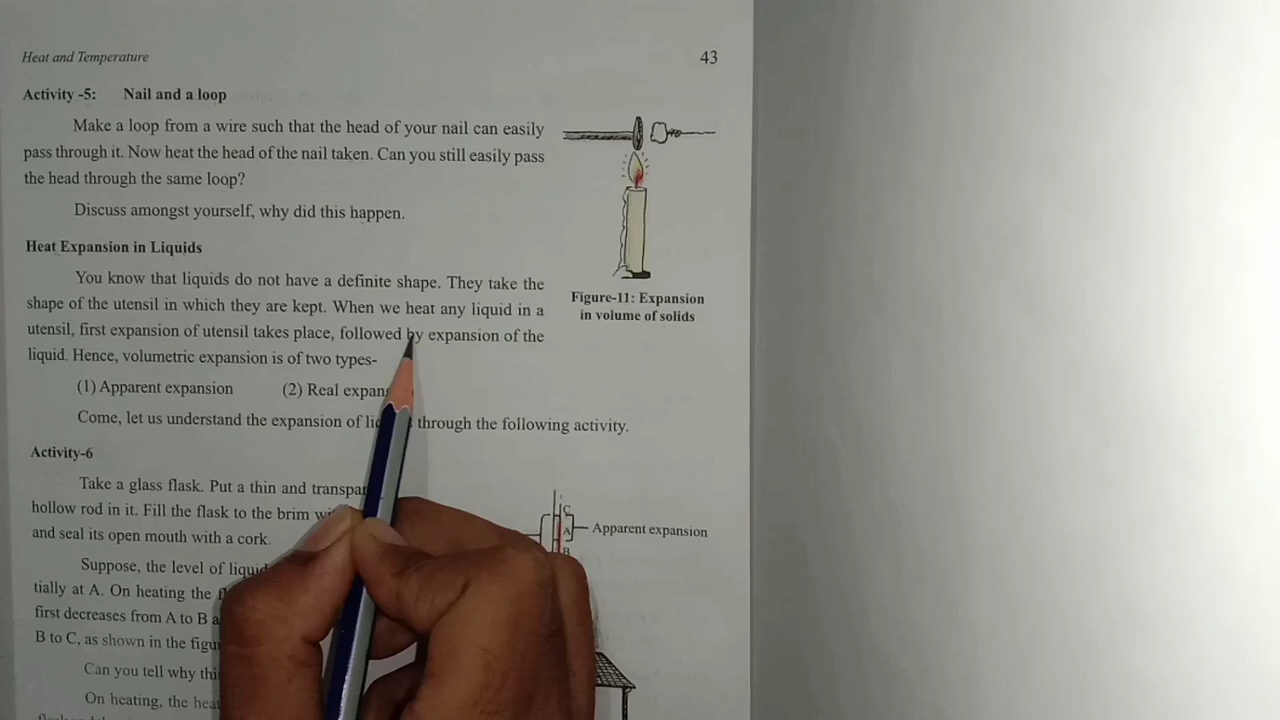 Heat and Temperature
43
Activity -5: Nail and a loop
Make a loop from a wire such that the head of your nail can easily
pass through it. Now heat the head of the nail taken. Can you still easily pass
the head through the same loop?
Discuss amongst yourself, why did this happen.
Heat Expansion in Liquids
You know that liquids do not have a definite shape. They take the
shape of the utensil in which they are kept. When we heat any liquid in a
utensil, first expansion of utensil takes place, followed by expansion of the
liquid. Hence, volumetric expansion is of two types-
(1) Apparent expansion (2) Real
Come, let us understand the expansion of through the following activity.
Figure-11: Expansion
in volume of solids
Activity-6
Take a glass flask. Put a thin and
hollow rod in it. Fill the flask to the brim
and seal its open mouth with a cork.
Suppose, the level of
tially at A. On heating the
first decreases from A to B
B to C, as shown in the
Can you tell why
On heating, the
C
A
B
Apparent expansion